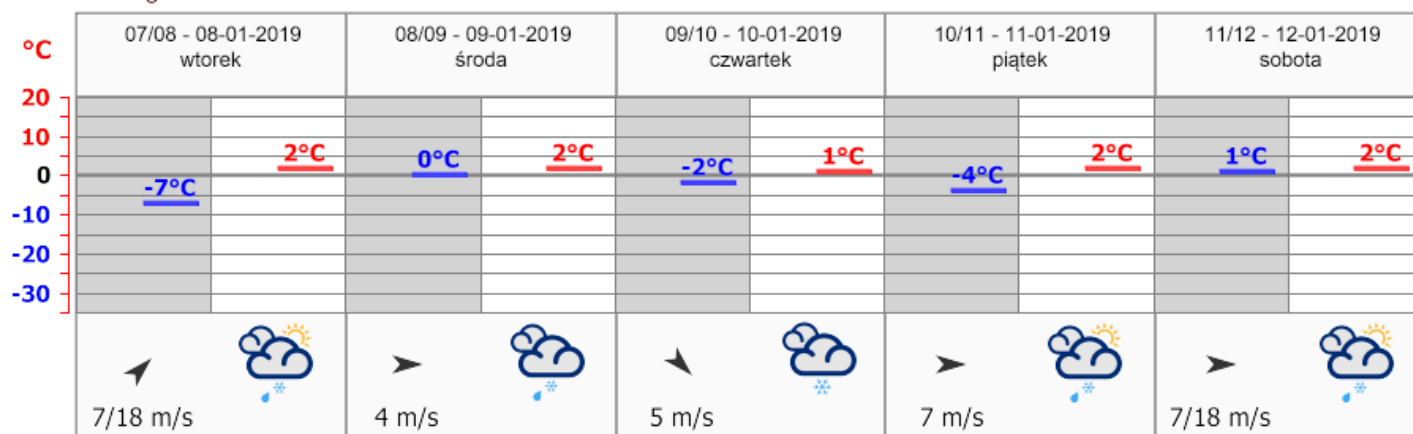 07/08 - 08-01-2019
wtorek
08/09 - 09-01-2019
środa
09/10 - 10-01-2019
czwartek
10/11 - 11-01-2019
piątek
11/12 - 12-01-2019
sobota
°C
20
10
0
-10
-20
-30
-7°C
2°C
0°C
2°C
-2°C
1°C
-4°C
2°C
1°C
2°C
7/18 m/s
4 m/s
5 m/s
7 m/s
7/18 m/s